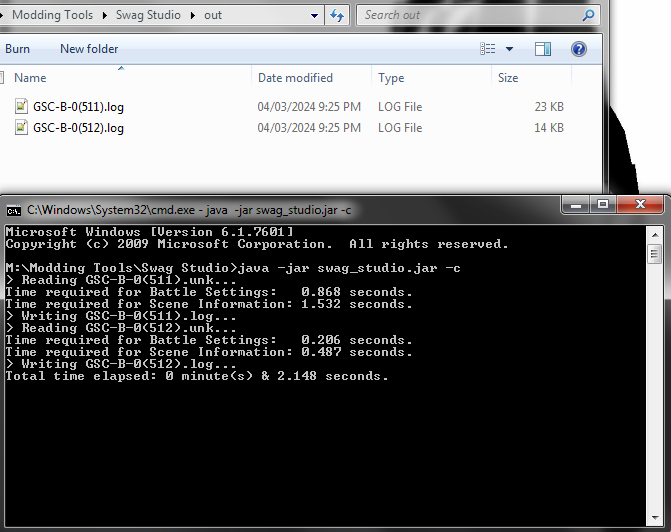 Modding Tools Swag Studio out Search out
Burn New folder
Name Date modified Type Size
GSC-B-0(511).log 04/03/2024 9:25 PM LOG File 23 KB
GSC-B-0(512).log 04/03/2024 9:25 PM LOG File 14 KB
C:\Windows\System32\cmd.exe - java -jar swag_studio.jar -c
Microsoft Windows [Version 6.1.7601]
Copyright (c) 2009 Microsoft Corporation.  All rights reserved.
M:\Modding Tools\Swag Studio>java -jar swag_studio.jar -c
> Reading GSC-B-0(511).unk...
Time required for Battle Settings:   0.868 seconds.
Time required for Scene Information: 1.532 seconds.
> Writing GSC-B-0(511).log...
> Reading GSC-B-0(512).unk...
Time required for Battle Settings:   0.206 seconds.
Time required for Scene Information: 0.487 seconds.
> Writing GSC-B-0(512).log...
Total time elapsed: 0 minute(s) & 2.148 seconds.